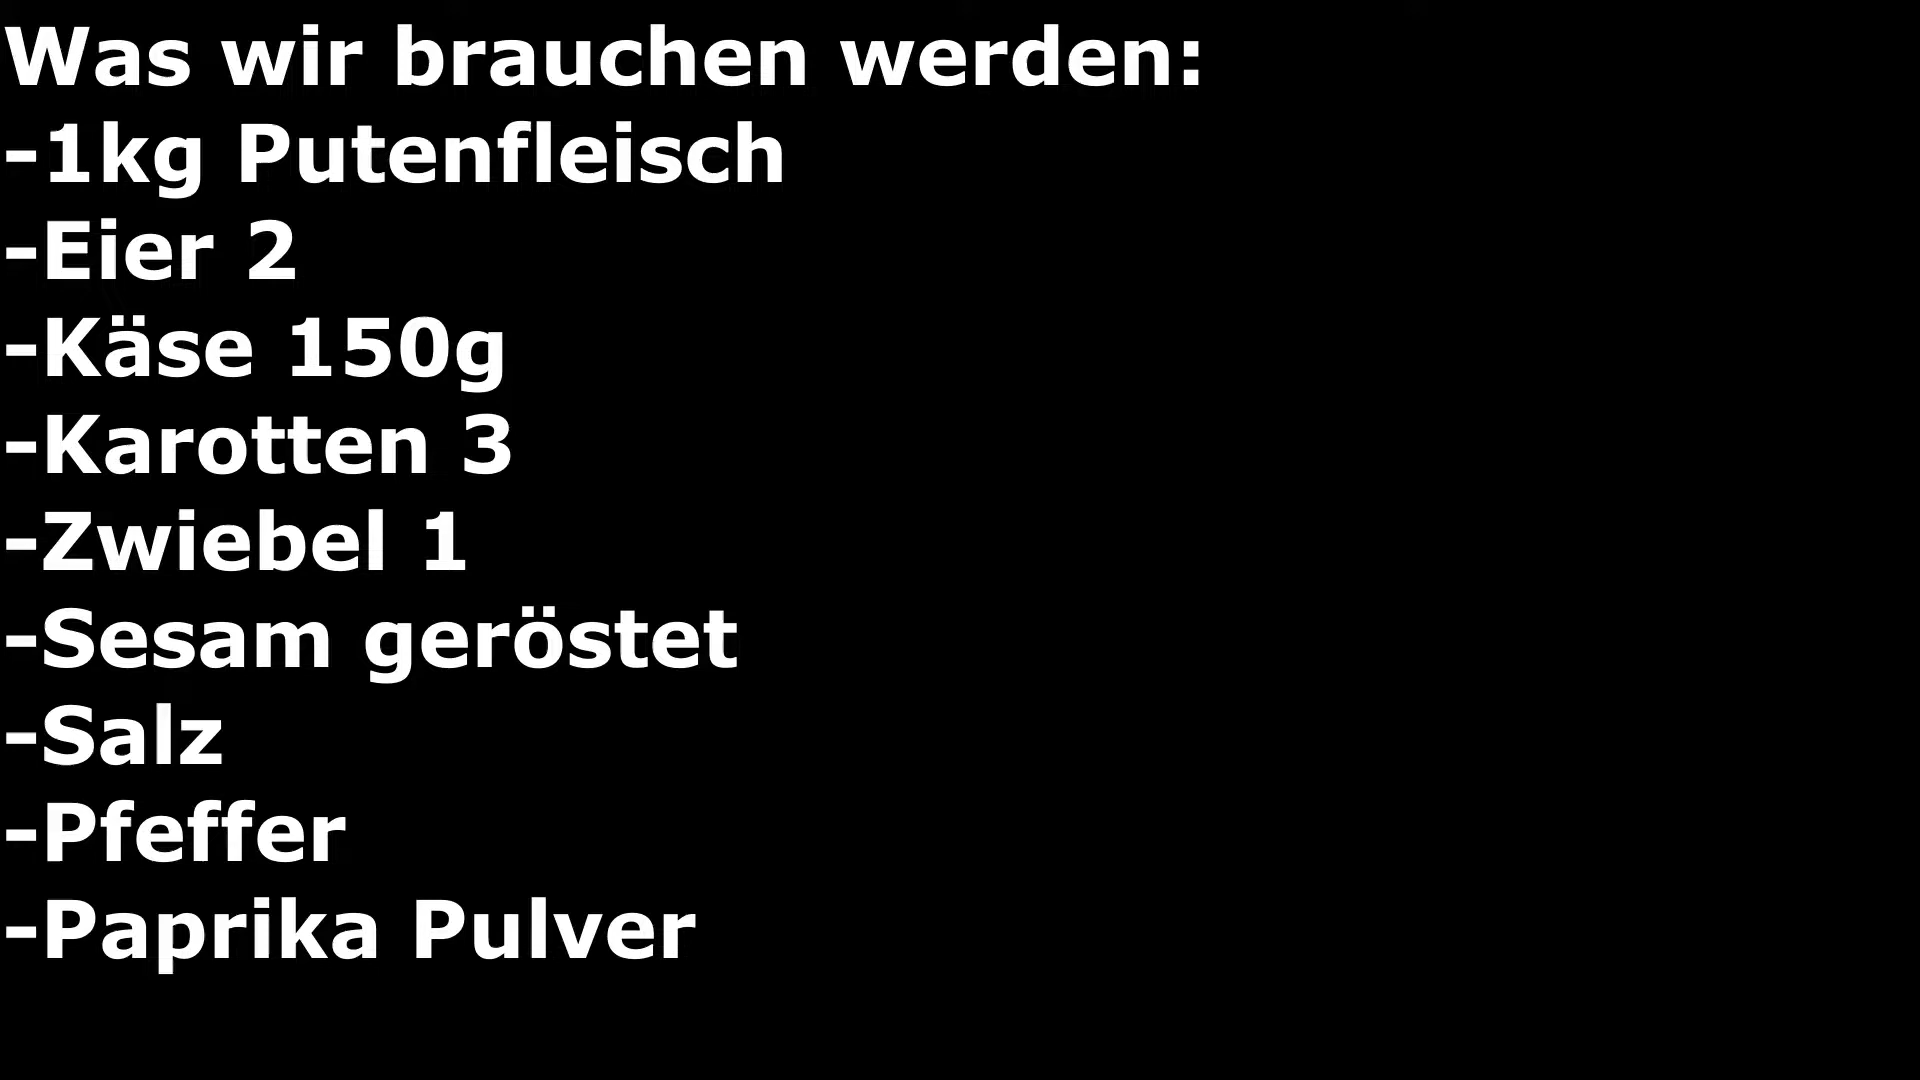 Was wir brauchen werden:
-1kg Putenfleisch
-Eier 2
-Käse 150g
-Karotten 3
-Zwiebel 1
-Sesam geröstet
-Salz
-Pfeffer
-Paprika Pulver